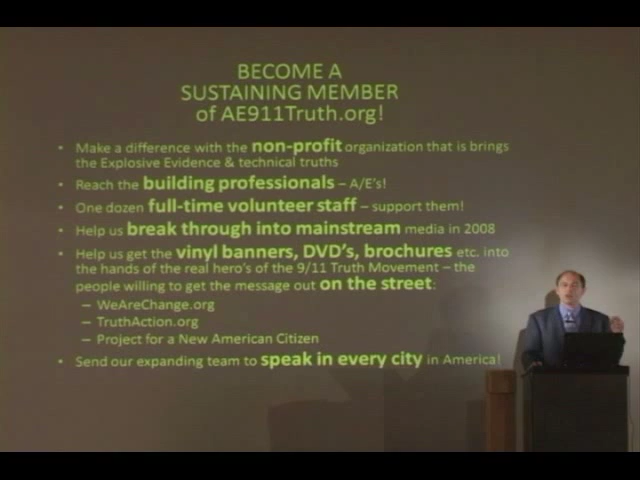 BECOME A
SUSTAINING MEMBER
of AE911Truth.org!
• Make a difference with the non-profit organization that is brings
the Explosive Evidence & technical truths
• Reach the building professionals – A/E's!
• One dozen full-time volunteer staff – support them!
• Help us break through into mainstream media in 2008
• Help us get the vinyl banners, DVD's, brochures etc. into
the hands of the real hero's of the 9/11 Truth Movement – the
people willing to get the message out on the street:
– WeAreChange.org
– TruthAction.org
– Project for a New American Citizen
• Send our expanding team to speak in every city in America!